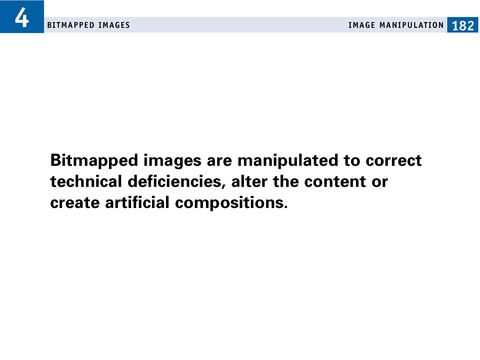 4
BITMAPPED IMAGES
IMAGE MANIPULATION 182
Bitmapped images are manipulated to correct
technical deficiencies, alter the content or
create artificial compositions.